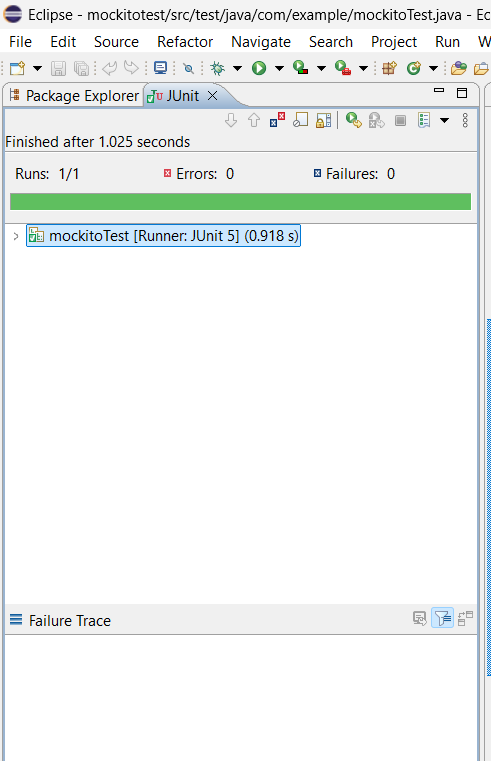 Eclipse - mockitotest/src/test/java/com/example/mockitoTest.java - Ec
File Edit Source Refactor Navigate Search Project Run W
Package Explorer JUnit
Finished after 1.025 seconds
Runs: 1/1 Errors: 0 Failures: 0
mockitoTest [Runner: JUnit 5] (0.918 s)
Failure Trace